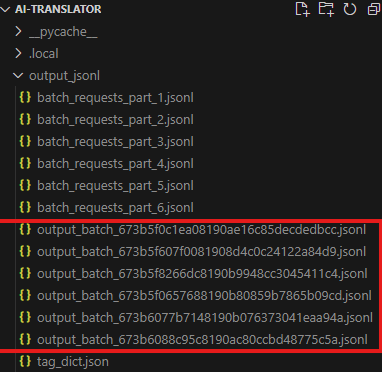 AI-TRANSLATOR
__pycache__
.local
output_jsonl
batch_requests_part_1.jsonl
batch_requests_part_2.jsonl
batch_requests_part_3.jsonl
batch_requests_part_4.jsonl
batch_requests_part_5.jsonl
batch_requests_part_6.jsonl
output_batch_673b5f0c1ea08190ae16c85decdedbcc.jsonl
output_batch_673b5f607f0081908d4c0c24122a84d9.jsonl
output_batch_673b5f8266dc8190b9948cc3045411c4.jsonl
output_batch_673b5f0657688190b80859b7865b09cd.jsonl
output_batch_673b6077b7148190b076373041eaa94a.jsonl
output_batch_673b6088c95c8190ac80ccbd48775c5a.jsonl
tag_dict.json